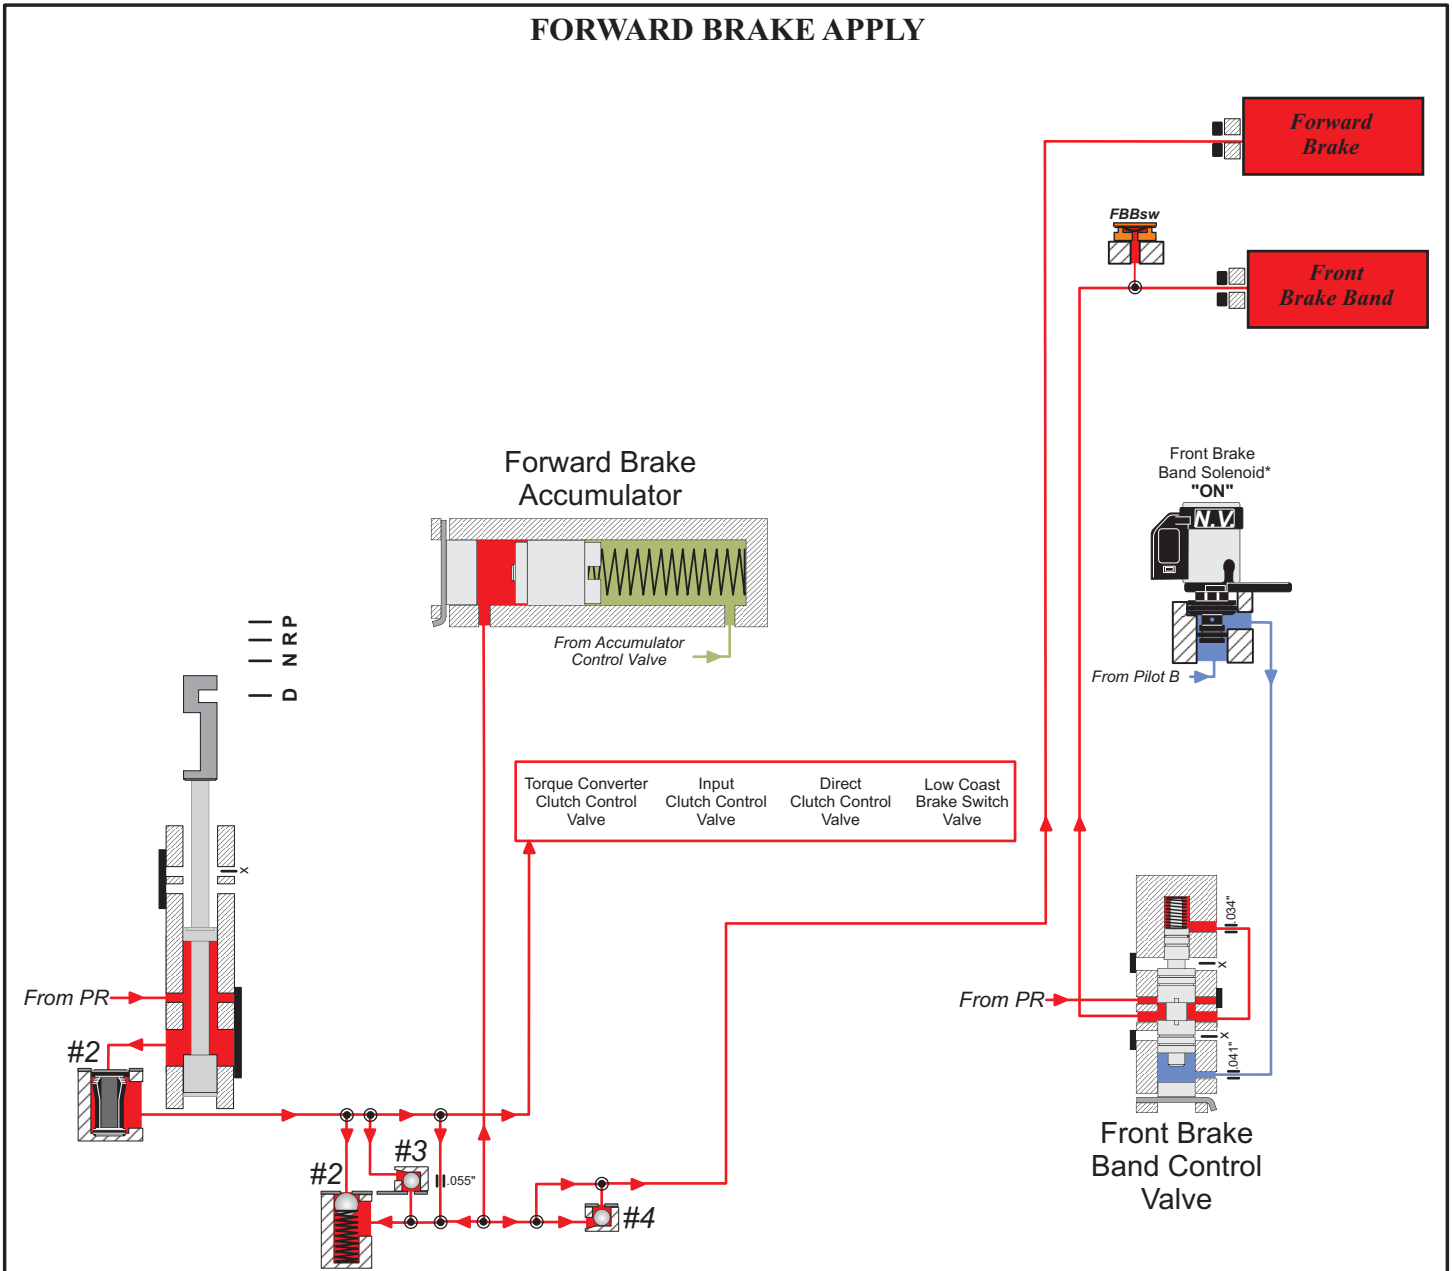 FORWARD BRAKE APPLY
Forward
Brake
FBBsw
Front
Brake Band
Front Brake
Band Solenoid*
"ON"
N.V.
From Pilot B
Forward Brake
Accumulator
From Accumulator
Control Valve
P
R
N
D
Torque Converter
Clutch Control
Valve
Input
Clutch Control
Valve
Direct
Clutch Control
Valve
Low Coast
Brake Switch
Valve
x
From PR
#2
.034"
x
From PR
x
.041"
Front Brake
Band Control
Valve
#2
#3
.055"
#4